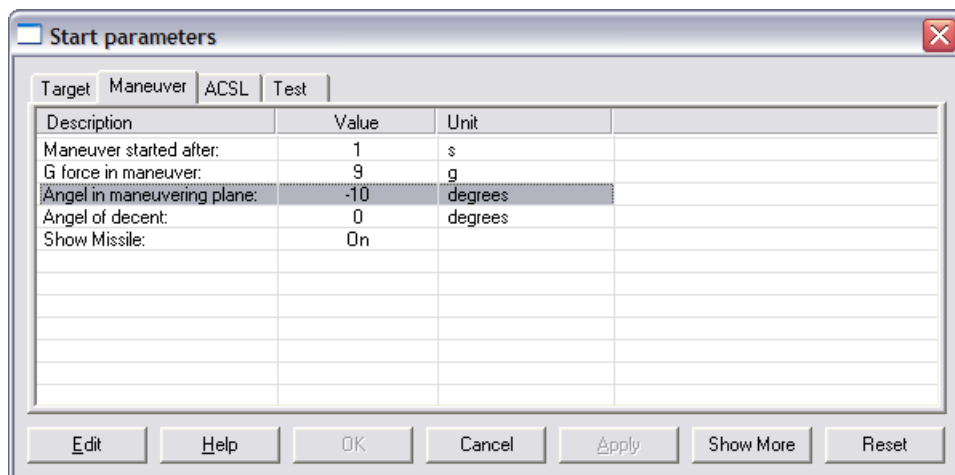 Start parameters
Target Maneuver ACSL Test
Description Value Unit
Maneuver started after: 1 s
G force in maneuver: 9 g
Angel in maneuvering plane: -10 degrees
Angel of decent: 0 degrees
Show Missile: On
Edit Help OK Cancel Apply Show More Reset